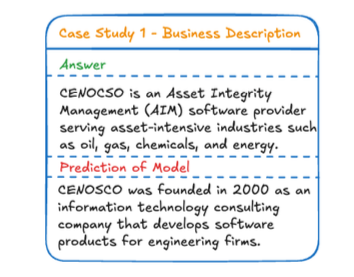 Case Study 1 - Business Description
Answer
CENOCSO is an Asset Integrity
Management (AIM) software provider
serving asset-intensive industries such
as oil, gas, chemicals, and energy.
Prediction of Model
CENOSCO was founded in 2000 as an
information technology consulting
company that develops software
products for engineering firms.